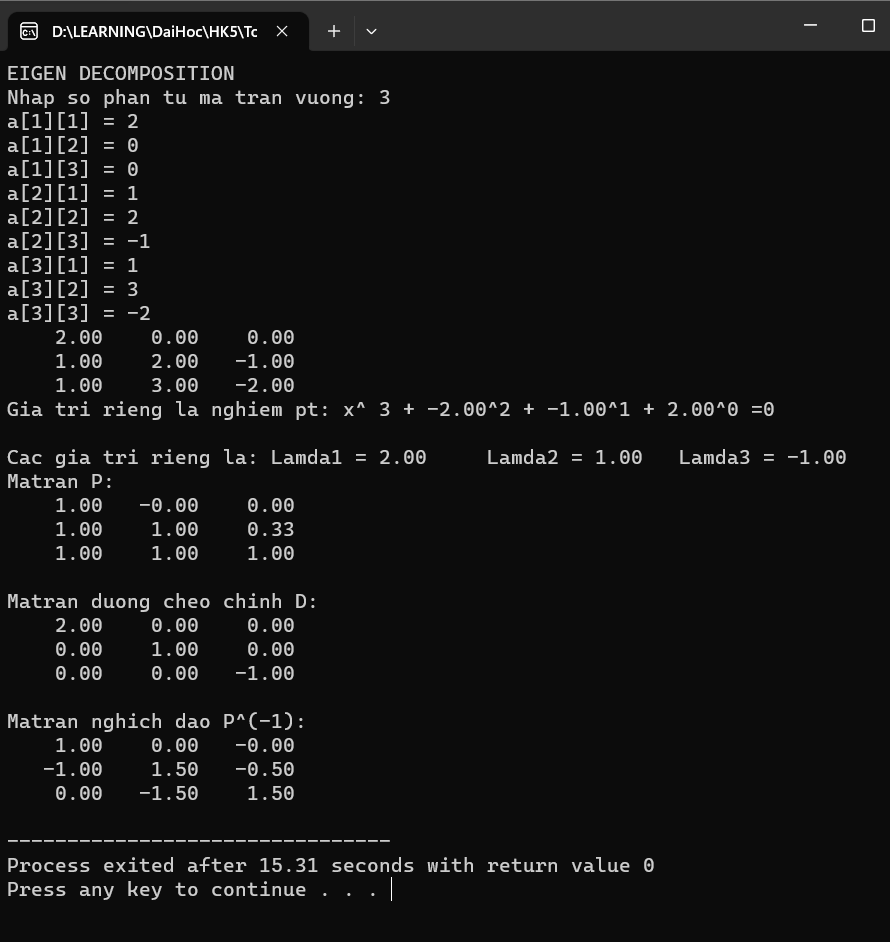 D:\LEARNING\DaiHoc\HK5\Tc
EIGEN DECOMPOSITION
Nhap so phan tu ma tran vuong: 3
a[1][1] = 2
a[1][2] = 0
a[1][3] = 0
a[2][1] = 1
a[2][2] = 2
a[2][3] = -1
a[3][1] = 1
a[3][2] = 3
a[3][3] = -2
    2.00    0.00    0.00
    1.00    2.00   -1.00
    1.00    3.00   -2.00
Gia tri rieng la nghiem pt: x^ 3 + -2.00^2 + -1.00^1 + 2.00^0 =0
Cac gia tri rieng la: Lamda1 = 2.00     Lamda2 = 1.00   Lamda3 = -1.00
Matran P:
    1.00   -0.00    0.00
    1.00    1.00    0.33
    1.00    1.00    1.00
Matran duong cheo chinh D:
    2.00    0.00    0.00
    0.00    1.00    0.00
    0.00    0.00   -1.00
Matran nghich dao P^(-1):
    1.00    0.00   -0.00
   -1.00    1.50   -0.50
    0.00   -1.50    1.50
--------------------------------
Process exited after 15.31 seconds with return value 0
Press any key to continue . . .